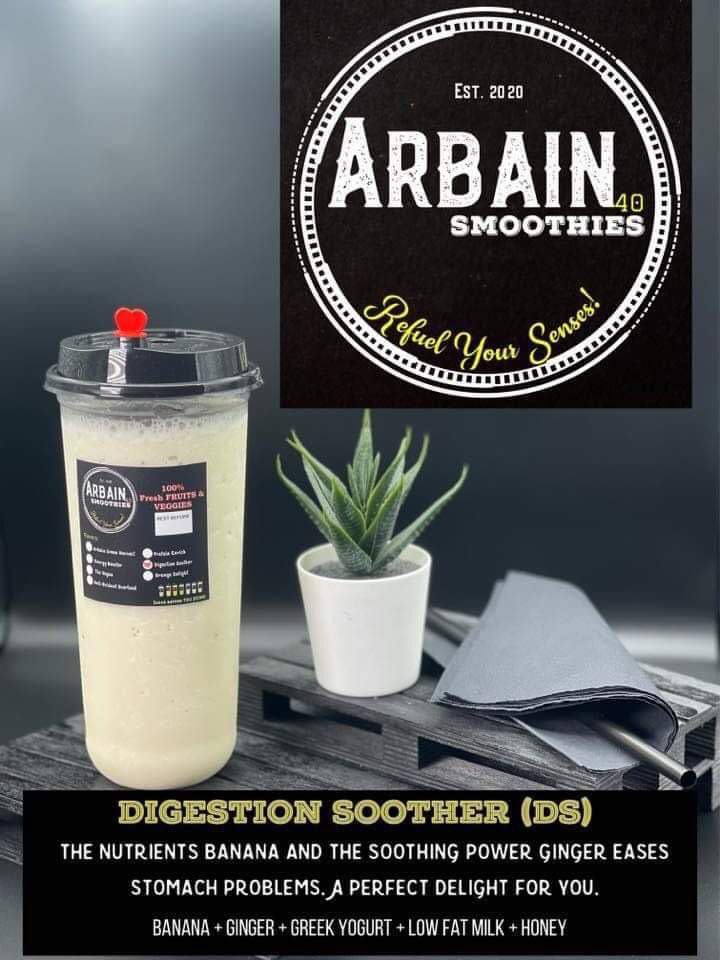 EST. 2020
ARBAIN 40
SMOOTHIES
Refuel Your Senses!
ARBAIN
SMOOTHIES
100%
Fresh FRUITS &
VEGGIES
BEST BEFORE
Energy Booster
The Vegan
Protein Enrich
Digestion Soother
Orange Delight
DIGESTION SOOTHER (DS)
THE NUTRIENTS BANANA AND THE SOOTHING POWER GINGER EASES
STOMACH PROBLEMS. A PERFECT DELIGHT FOR YOU.
BANANA + GINGER + GREEK YOGURT + LOW FAT MILK + HONEY